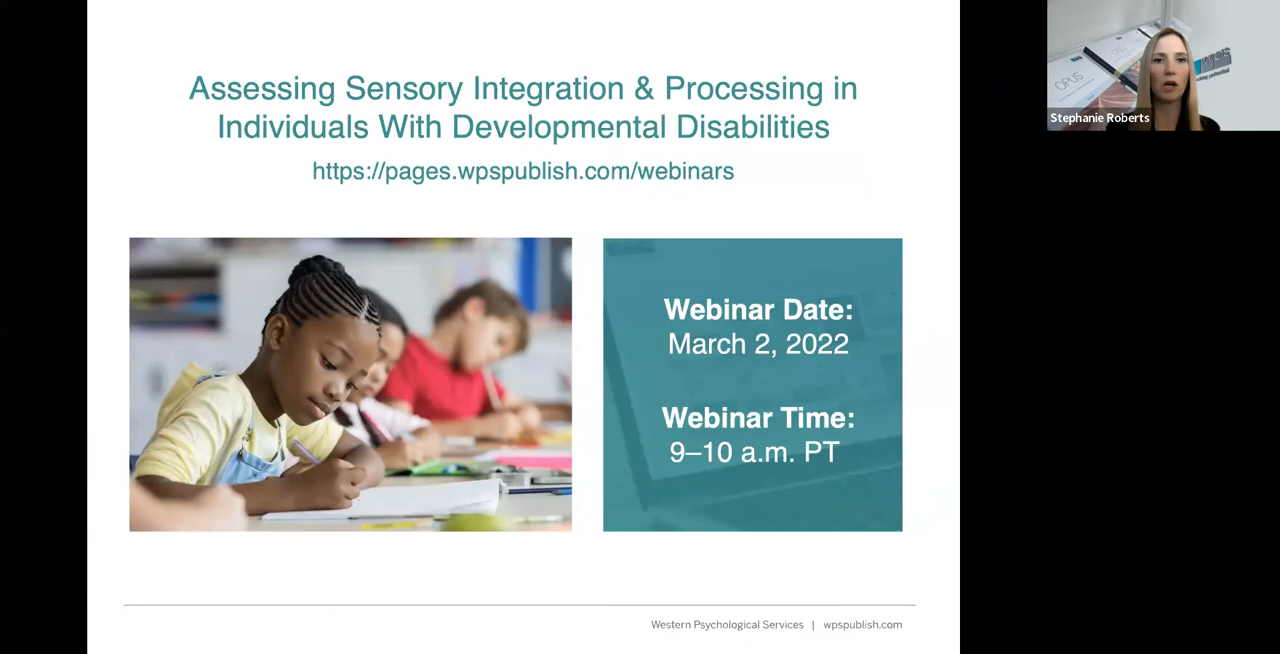 Assessing Sensory Integration & Processing in
Individuals With Developmental Disabilities
https://pages.wpspublish.com/webinars
Webinar Date:
March 2, 2022
Webinar Time:
9–10 a.m. PT
Western Psychological Services | wpspublish.com
OPUS
Stephanie Roberts